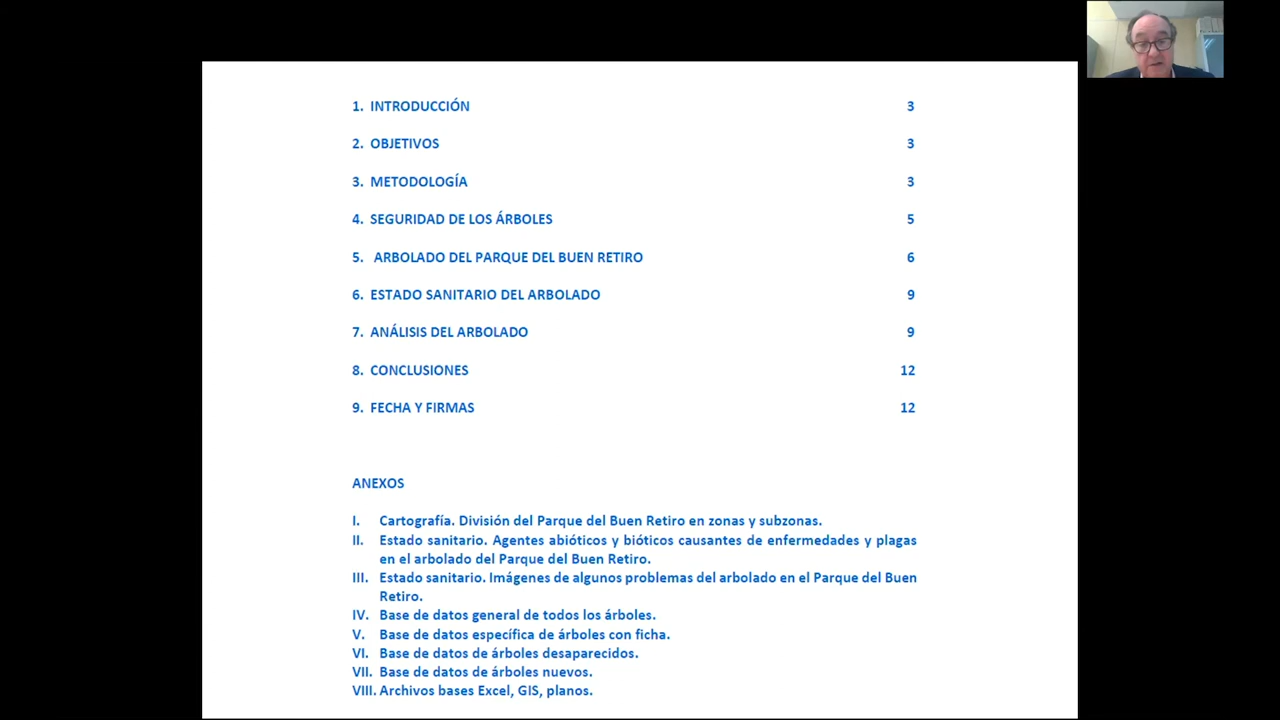 1. INTRODUCCIÓN 3
2. OBJETIVOS 3
3. METODOLOGÍA 3
4. SEGURIDAD DE LOS ÁRBOLES 5
5. ARBOLADO DEL PARQUE DEL BUEN RETIRO 6
6. ESTADO SANITARIO DEL ARBOLADO 9
7. ANÁLISIS DEL ARBOLADO 9
8. CONCLUSIONES 12
9. FECHA Y FIRMAS 12
ANEXOS
I. Cartografía. División del Parque del Buen Retiro en zonas y subzonas.
II. Estado sanitario. Agentes abióticos y bióticos causantes de enfermedades y plagas
en el arbolado del Parque del Buen Retiro.
III. Estado sanitario. Imágenes de algunos problemas del arbolado en el Parque del Buen
Retiro.
IV. Base de datos general de todos los árboles.
V. Base de datos específica de árboles con ficha.
VI. Base de datos de árboles desaparecidos.
VII. Base de datos de árboles nuevos.
VIII. Archivos bases Excel, GIS, planos.